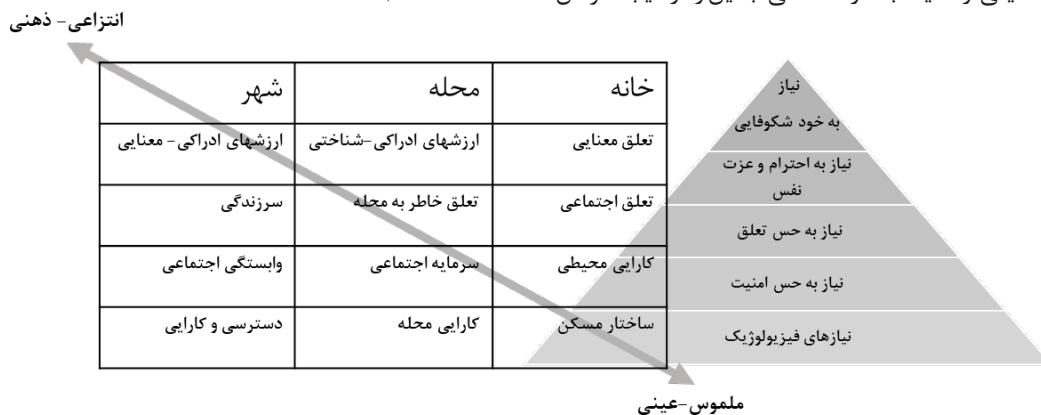 انتزاعی- ذهنی
خانه	محله	شهر
تعلق معنایی	ارزشهای ادراکی-شناختی	ارزشهای ادراکی- معنایی
تعلق اجتماعی	تعلق خاطر به محله	سرزندگی
کارایی محیطی	سرمایه اجتماعی	وابستگی اجتماعی
ساختار مسکن	کارایی محله	دسترسی و کارایی
نیاز
به خود شکوفایی
نیاز به احترام و عزت
نفس
نیاز به حس تعلق
نیاز به حس امنیت
نیازهای فیزیولوژیک
ملموس-عینی